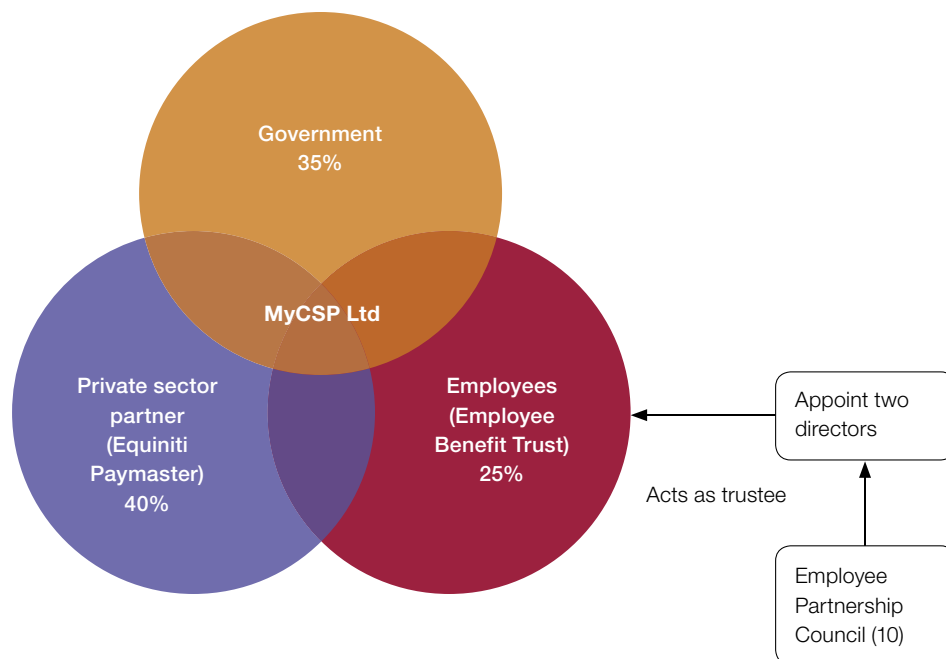 Government
35%
MyCSP Ltd
Private sector
partner
(Equiniti
Paymaster)
40%
Employees
(Employee
Benefit Trust)
25%
Appoint two
directors
Acts as trustee
Employee
Partnership
Council (10)